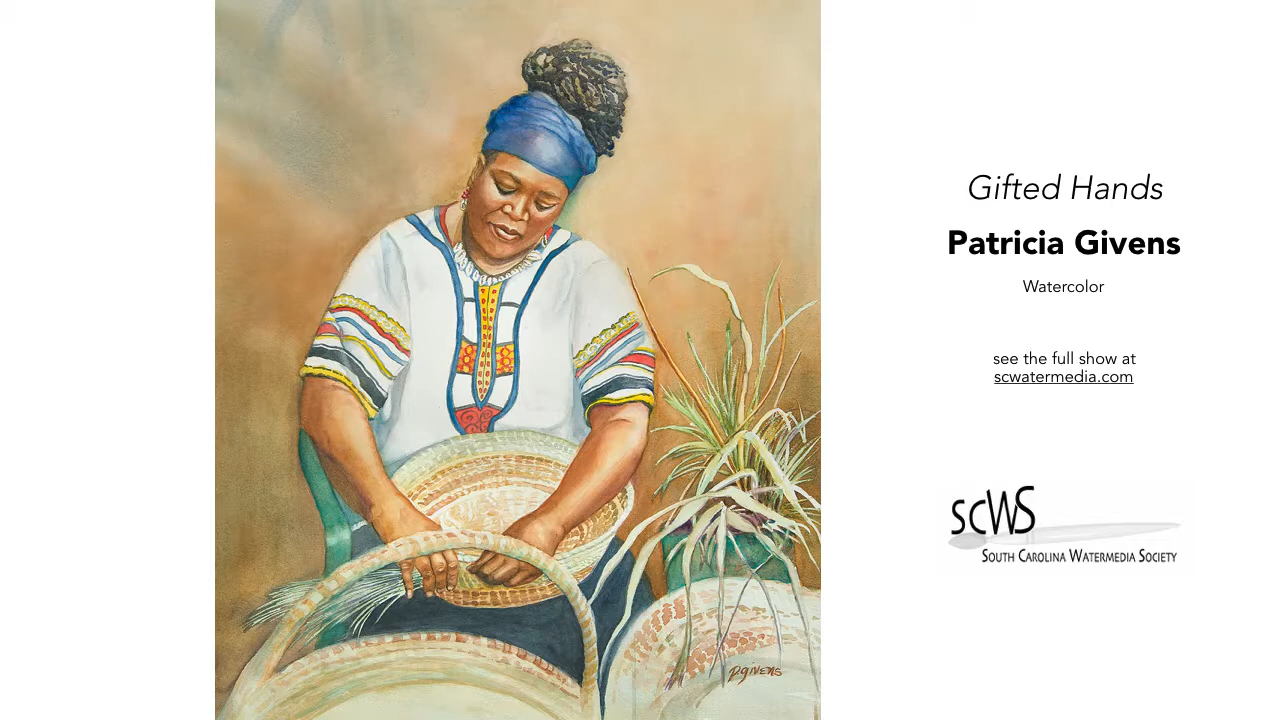 Gifted Hands
Patricia Givens
Watercolor
see the full show at
scwatermedia.com
SCWS
South Carolina Watermedia Society
P.Givens